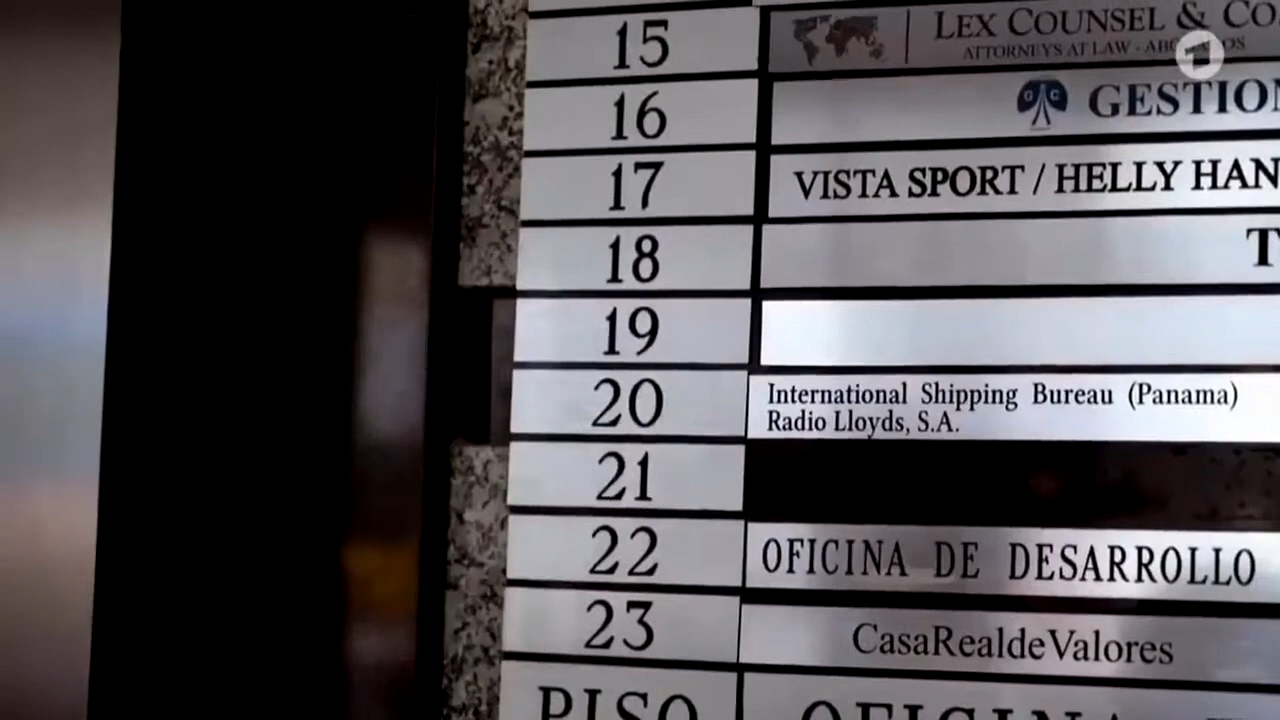 15 LEX COUNSEL & CO
ATTORNEYS AT LAW -
16 GESTION
17 VISTA SPORT / HELLY HAN
18 T
19
20 International Shipping Bureau (Panama)
Radio Lloyds, S.A.
21
22 OFICINA DE DESARROLLO
23 CasaRealdeValores
PISO OFICINA